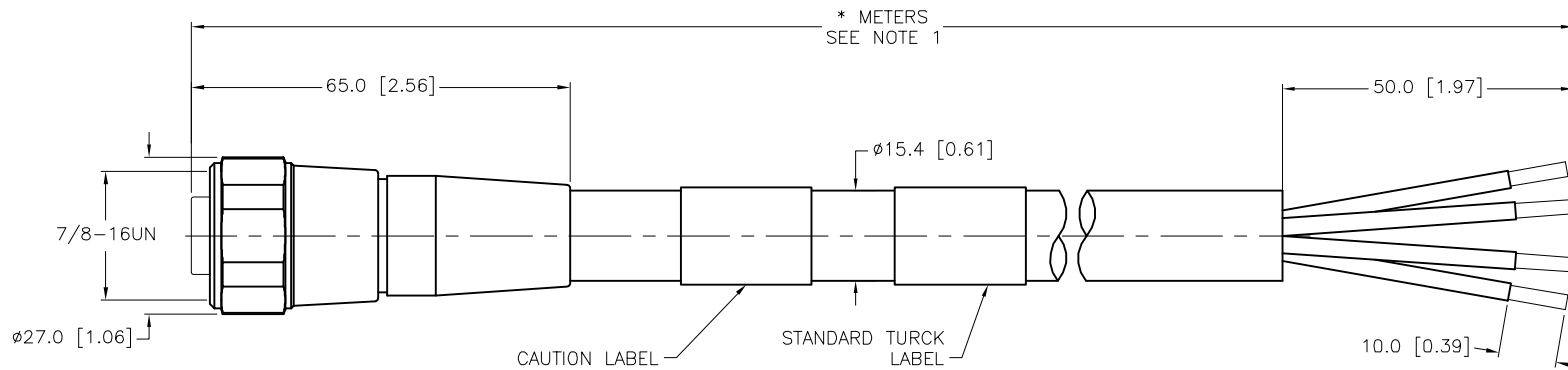 * METERS
SEE NOTE 1
65.0 [2.56]
50.0 [1.97]
ø15.4 [0.61]
7/8-16UN
ø27.0 [1.06]
CAUTION LABEL
STANDARD TURCK
LABEL
10.0 [0.39]